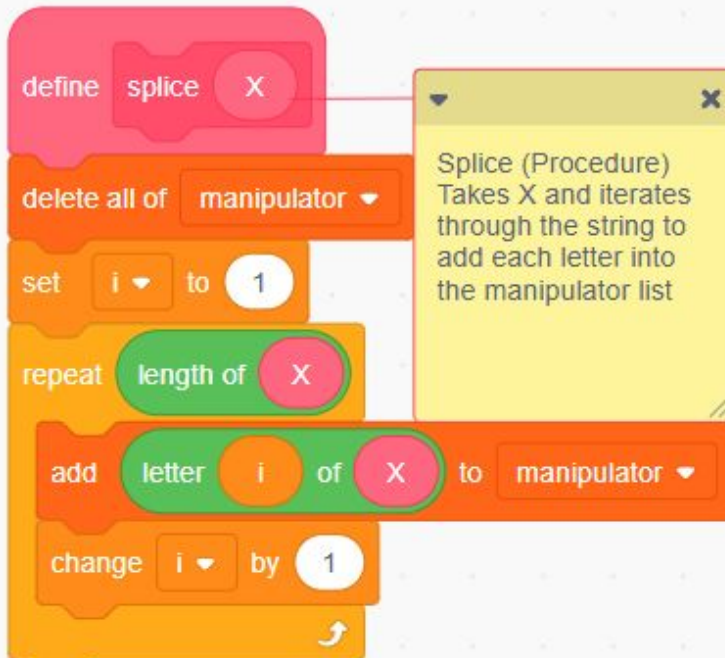 define splice X
delete all of manipulator
set i to 1
repeat length of X
add letter i of X to manipulator
change i by 1
Splice (Procedure)
Takes X and iterates
through the string to
add each letter into
the manipulator list